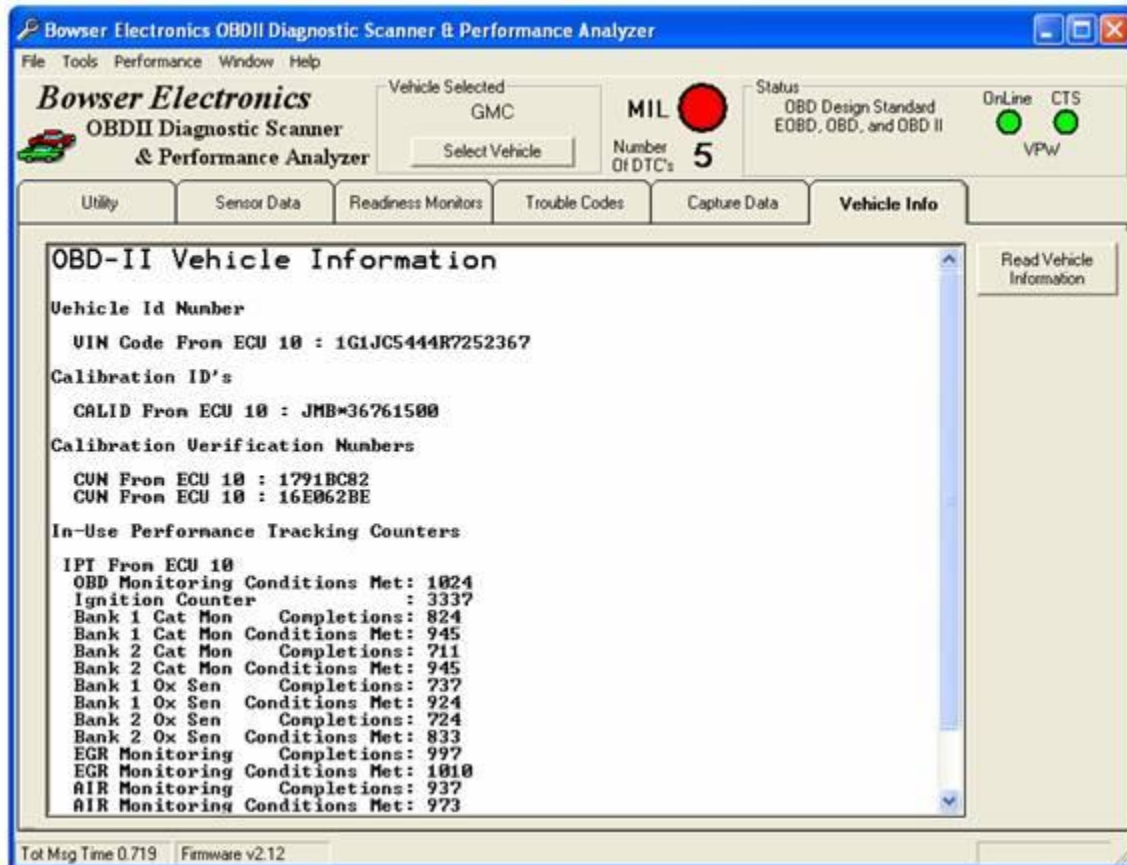 Bowser Electronics OBDII Diagnostic Scanner & Performance Analyzer
File Tools Performance Window Help
Bowser Electronics
OBDII Diagnostic Scanner
& Performance Analyzer
Vehicle Selected
GMC
Select Vehicle
MIL
Number
Of DTC's
5
Status
OBD Design Standard
EOBD, OBD, and OBD II
OnLine CTS
VPW
Utility
Sensor Data
Readiness Monitors
Trouble Codes
Capture Data
Vehicle Info
Read Vehicle
Information
OBD-II Vehicle Information
Vehicle Id Number
VIN Code From ECU 10 : 1G1JC5444R7252367
Calibration ID's
CALID From ECU 10 : JMB*36761500
Calibration Verification Numbers
CVN From ECU 10 : 1791BC82
CVN From ECU 10 : 16E062BE
In-Use Performance Tracking Counters
IPT From ECU 10
OBD Monitoring Conditions Met: 1024
Ignition Counter : 3337
Bank 1 Cat Mon Completions: 824
Bank 1 Cat Mon Conditions Met: 945
Bank 2 Cat Mon Completions: 711
Bank 2 Cat Mon Conditions Met: 945
Bank 1 Ox Sen Completions: 737
Bank 1 Ox Sen Conditions Met: 924
Bank 2 Ox Sen Completions: 724
Bank 2 Ox Sen Conditions Met: 833
EGR Monitoring Completions: 997
EGR Monitoring Conditions Met: 1010
AIR Monitoring Completions: 937
AIR Monitoring Conditions Met: 973
Tot Msg Time 0.719
Firmware v2.12